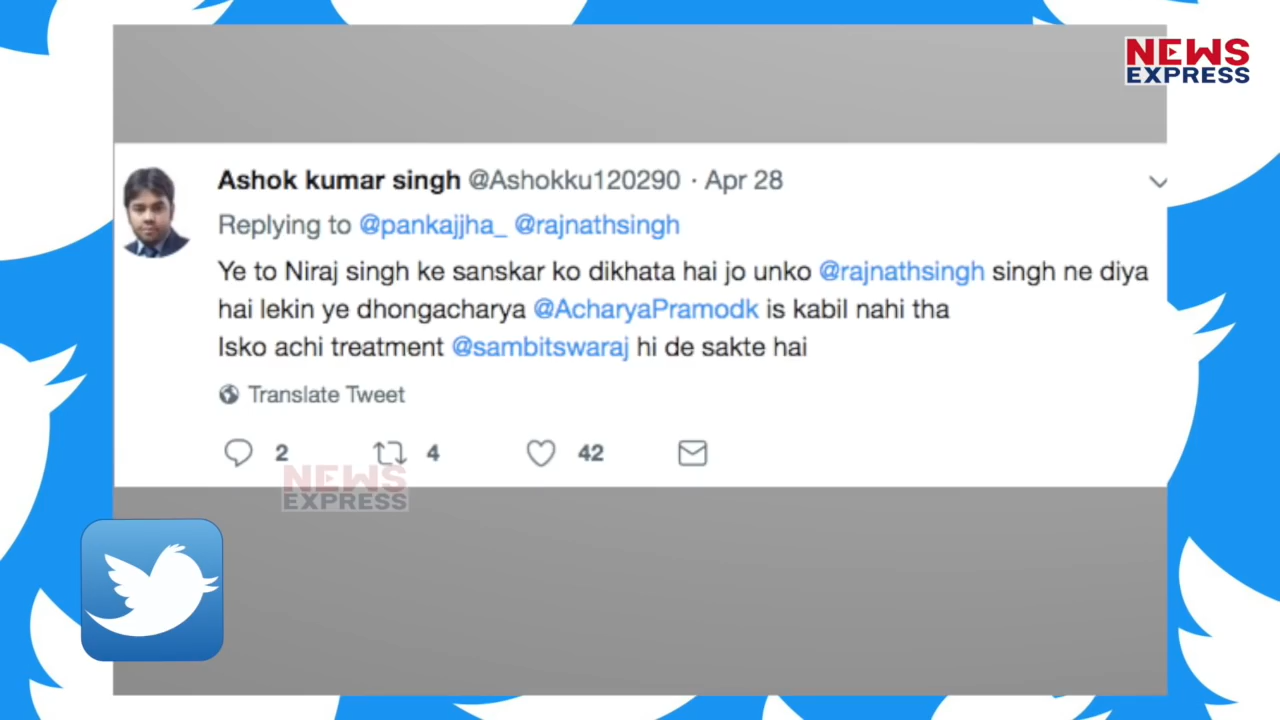 NEWS
EXPRESS
Ashok kumar singh @Ashokku120290 · Apr 28
Replying to @pankajjha_ @rajnathsingh
Ye to Niraj singh ke sanskar ko dikhata hai jo unko @rajnathsingh singh ne diya
hai lekin ye dhongacharya @AcharyaPramodk is kabil nahi tha
Isko achi treatment @sambitswaraj hi de sakte hai
Translate Tweet
2 4 42
NEWS
EXPRESS